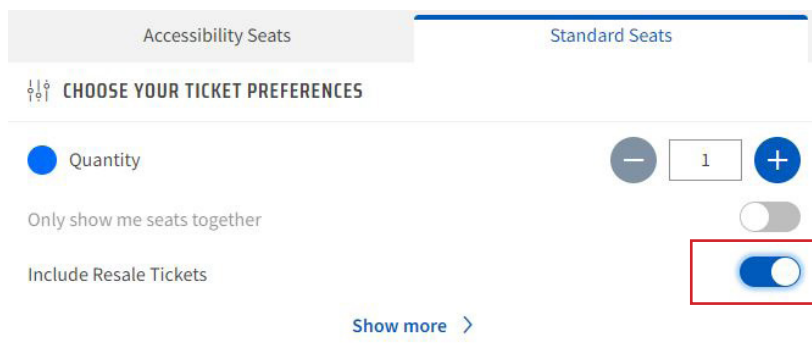 Accessibility Seats
Standard Seats
CHOOSE YOUR TICKET PREFERENCES
Quantity
1
Only show me seats together
Include Resale Tickets
Show more